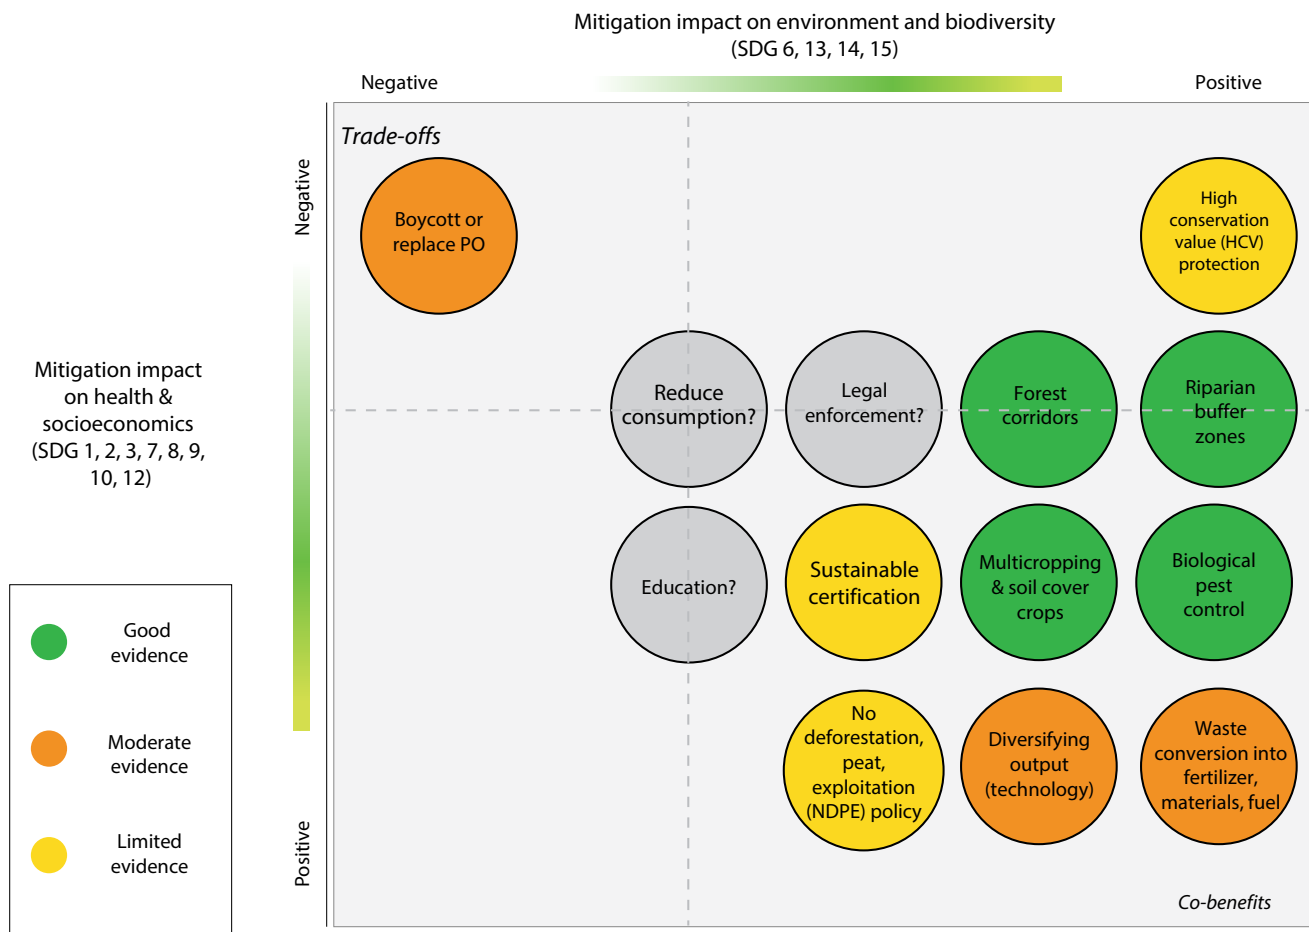 Mitigation impact on environment and biodiversity
(SDG 6, 13, 14, 15)
Negative
Positive
Trade-offs
Negative
Boycott or
replace PO
High
conservation
value (HCV)
protection
Mitigation impact
on health &
socioeconomics
(SDG 1, 2, 3, 7, 8, 9,
10, 12)
Reduce
consumption?
Legal
enforcement?
Forest
corridors
Riparian
buffer
zones
Education?
Sustainable
certification
Multicropping
& soil cover
crops
Biological
pest
control
No
deforestation,
peat,
exploitation
(NDPE) policy
Diversifying
output
(technology)
Waste
conversion into
fertilizer,
materials, fuel
Positive
Co-benefits
Good
evidence
Moderate
evidence
Limited
evidence